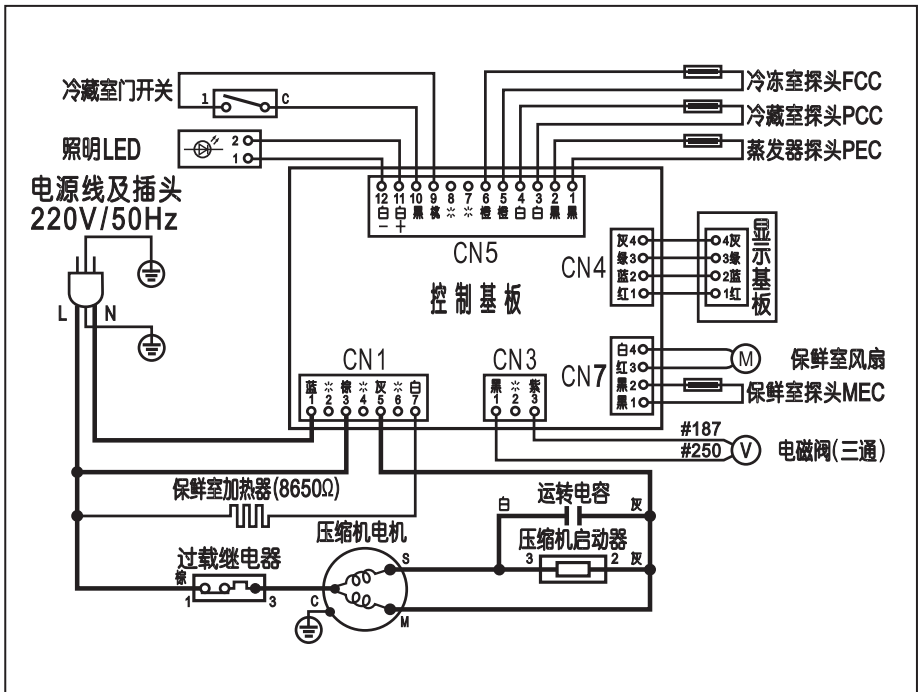 冷藏室门开关
1
C
冷冻室探头FCC
冷藏室探头PCC
蒸发器探头PEC
照明LED
2
1
电源线及插头
220V/50Hz
L
N
12 11 10 9 8 7 6 5 4 3 2 1
白 白 黑 橙 ※ ※ 橙 橙 白 白 黑 黑
－ ＋
CN5
控制基板
CN4
灰4
绿3
蓝2
红1
4灰
3绿
2蓝
1红
显示基板
CN7
白4
红3
黑2
黑1
M
保鲜室风扇
保鲜室探头MEC
CN1
蓝 ※ 棕 ※ 灰 ※ 白
1 2 3 4 5 6 7
CN3
黑 ※ 紫
1 2 3
#187
#250
V
电磁阀(三通)
保鲜室加热器(8650Ω)
压缩机电机
S
C
M
过载继电器
棕
1
3
运转电容
白
灰
压缩机启动器
3
2
灰